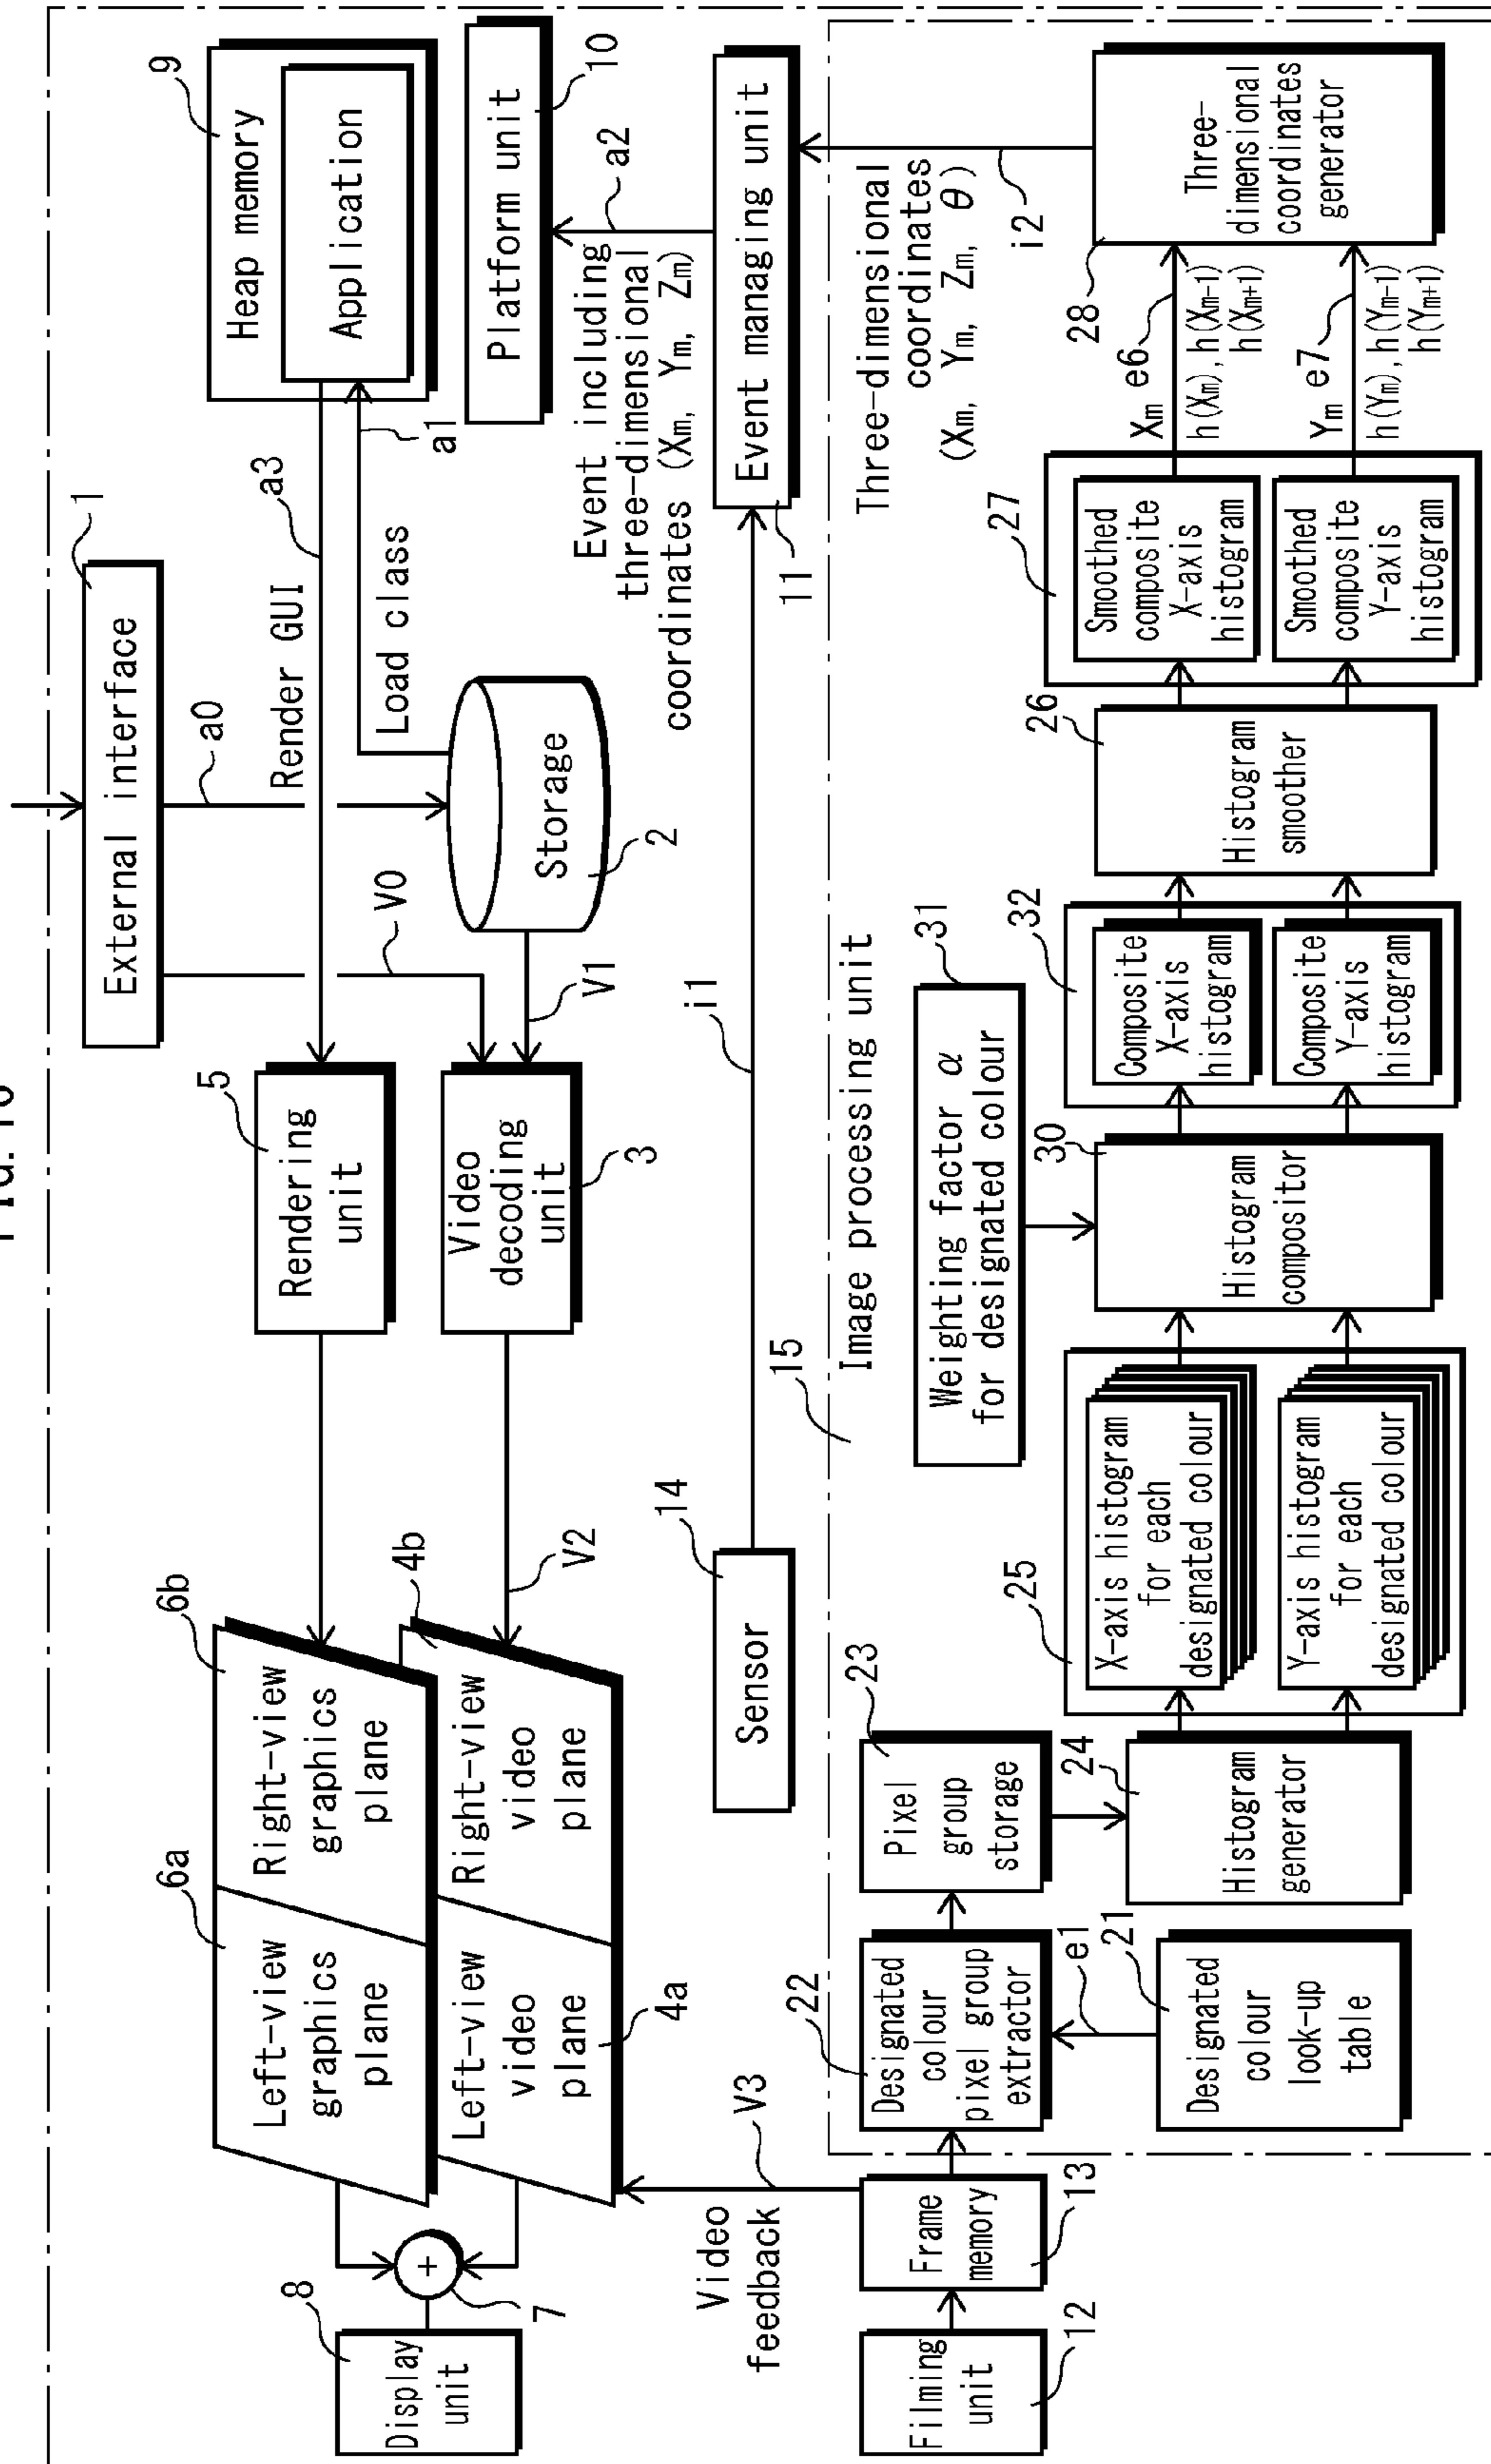 1
External interface
a0
V0
9
Heap memory
Application
a3
Render GUI
a1
Load class
5
Rendering
unit
6b
6a
Right-view
graphics
plane
Left-view
graphics
plane
8
Display
unit
+
7
10
Platform unit
a2
Event including
three-dimensional
coordinates (Xm, Ym, Zm)
Storage
2
V1
Video
decoding
unit
3
V2
4b
Right-view
video
plane
Left-view
video
plane
4a
Event managing unit
11
i1
14
Sensor
V3
Video
feedback
Three-dimensional
coordinates
(Xm, Ym, Zm, θ)
i2
15
Image processing unit
12
Filming
unit
13
Frame
memory
22
Designated
colour
pixel group
extractor
e1
21
Designated
colour
look-up
table
23
Pixel
group
storage
24
Histogram
generator
25
X-axis histogram
for each
designated colour
Y-axis histogram
for each
designated colour
31
Weighting factor α
for designated colour
30
Histogram
compositor
32
Composite
X-axis
histogram
Composite
Y-axis
histogram
26
Histogram
smoother
27
Smoothed
composite
X-axis
histogram
Smoothed
composite
Y-axis
histogram
Xm e6
h(Xm), h(Xm-1)
h(Xm+1)
Ym e7
h(Ym), h(Ym-1)
h(Ym+1)
28
Three-
dimensional
coordinates
generator